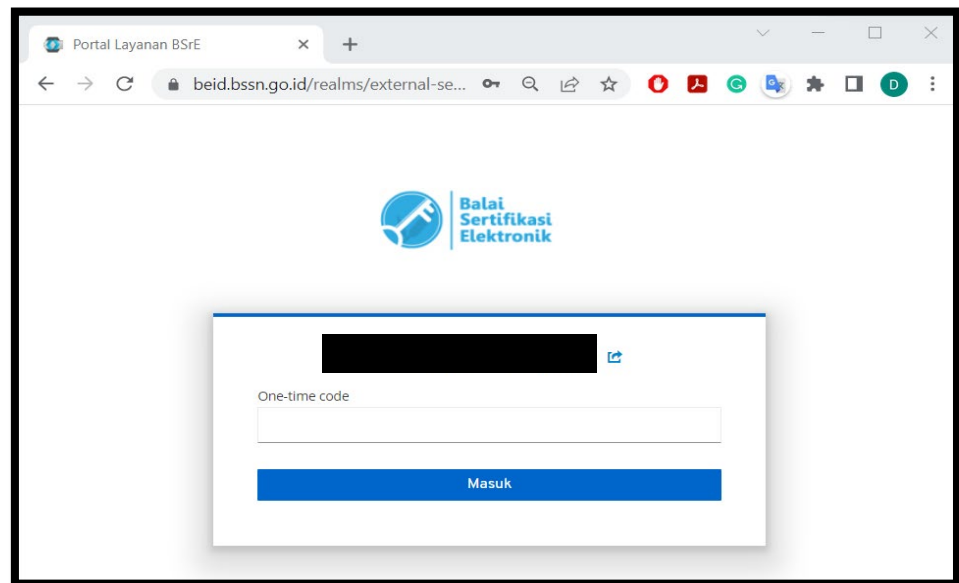 Portal Layanan BSrE
beid.bssn.go.id/realms/external-se...
G
D
Balai
Sertifikasi
Elektronik
One-time code
Masuk